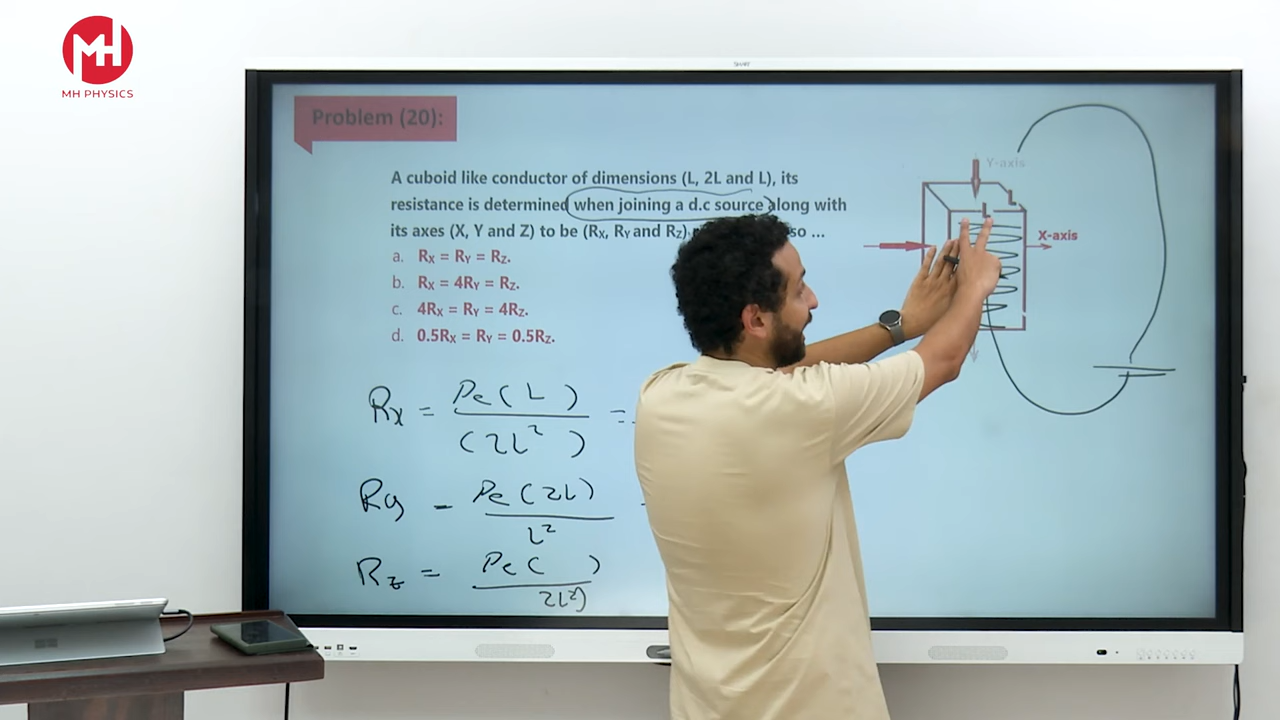 MH
MH PHYSICS
SHARP
Problem (20):
Y-axis
L
L
X-axis
A cuboid like conductor of dimensions (L, 2L and L), its
resistance is determined when joining a d.c source along with
its axes (X, Y and Z) to be (RX, RY and RZ) so ...
a. RX = RY = RZ.
b. RX = 4RY = RZ.
c. 4RX = RY = 4RZ.
d. 0.5RX = RY = 0.5RZ.
Rx = ρe(L) / (2L²) =
Ry = ρe(2L) / L²
Rz = ρe( ) / 2L²)